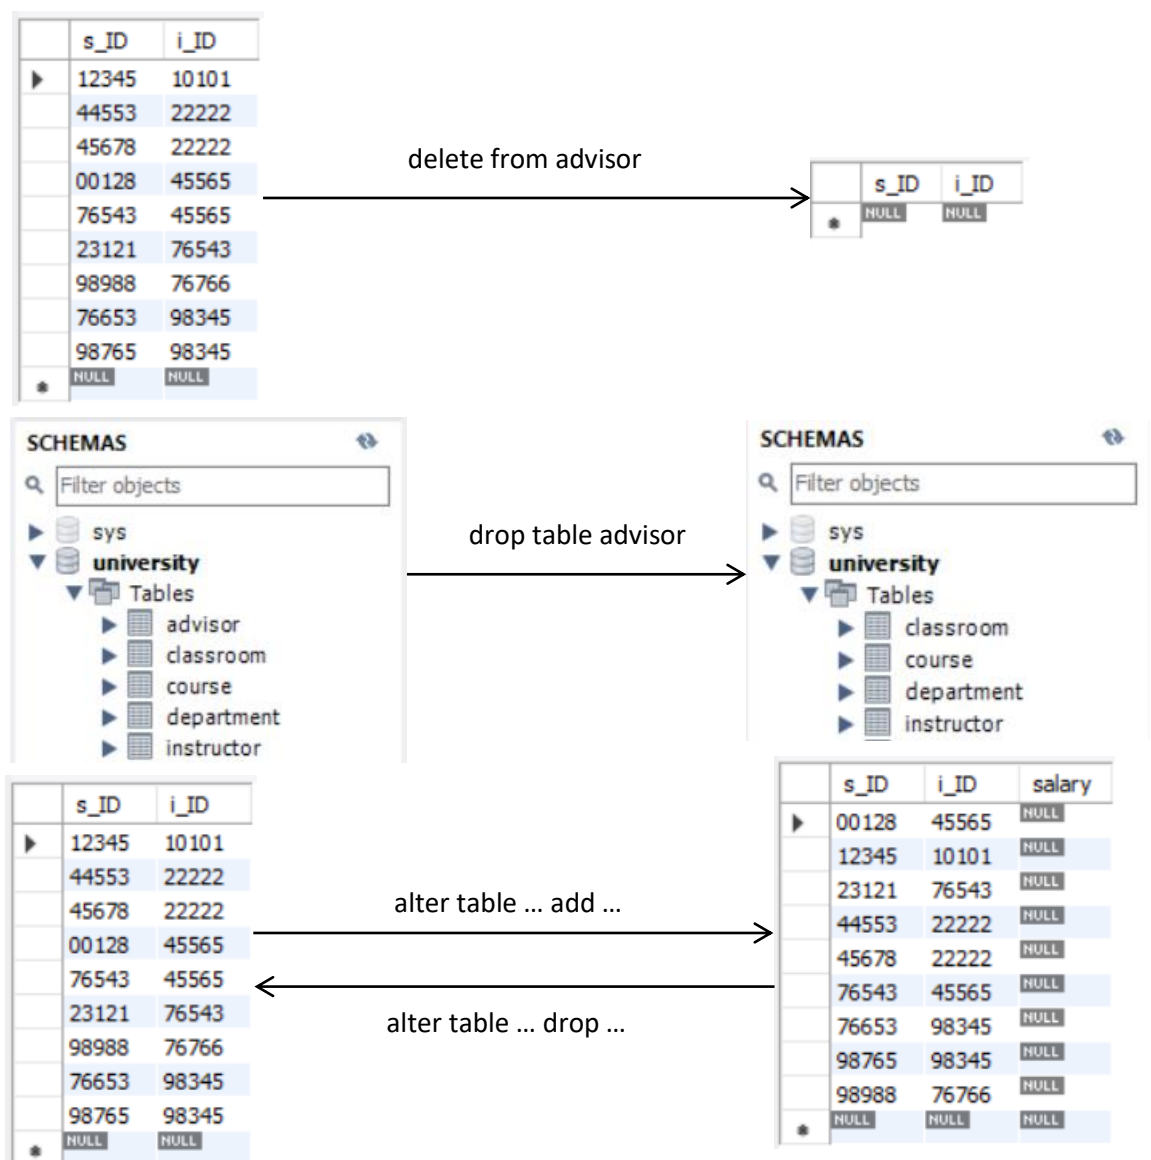 s_ID i_ID
12345 10101
44553 22222
45678 22222
00128 45565
76543 45565
23121 76543
98988 76766
76653 98345
98765 98345
NULL NULL
delete from advisor
s_ID i_ID
NULL NULL
SCHEMAS
Filter objects
sys
university
Tables
advisor
classroom
course
department
instructor
drop table advisor
SCHEMAS
Filter objects
sys
university
Tables
classroom
course
department
instructor
s_ID i_ID
12345 10101
44553 22222
45678 22222
00128 45565
76543 45565
23121 76543
98988 76766
76653 98345
98765 98345
NULL NULL
alter table … add …
alter table … drop …
s_ID i_ID salary
00128 45565 NULL
12345 10101 NULL
23121 76543 NULL
44553 22222 NULL
45678 22222 NULL
76543 45565 NULL
76653 98345 NULL
98765 98345 NULL
98988 76766 NULL
NULL NULL NULL